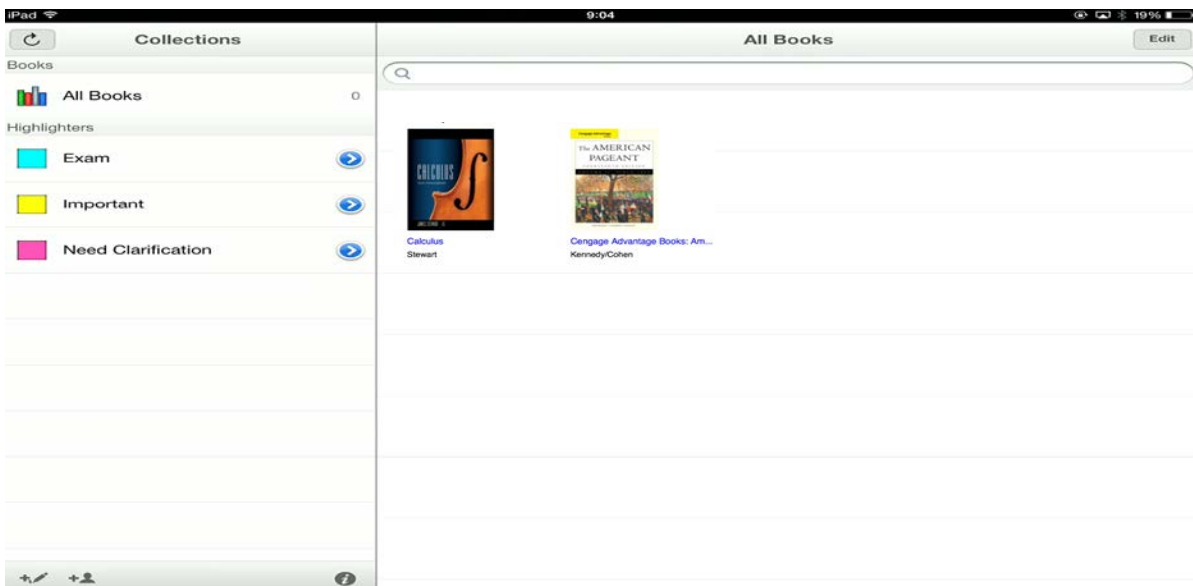 iPad 9:04 19%
Collections
All Books
Edit
Books
All Books 0
Highlighters
Exam
Important
Need Clarification
CALCULUS
The AMERICAN
PAGEANT
Calculus
Stewart
Cengage Advantage Books: Am...
Kennedy/Cohen